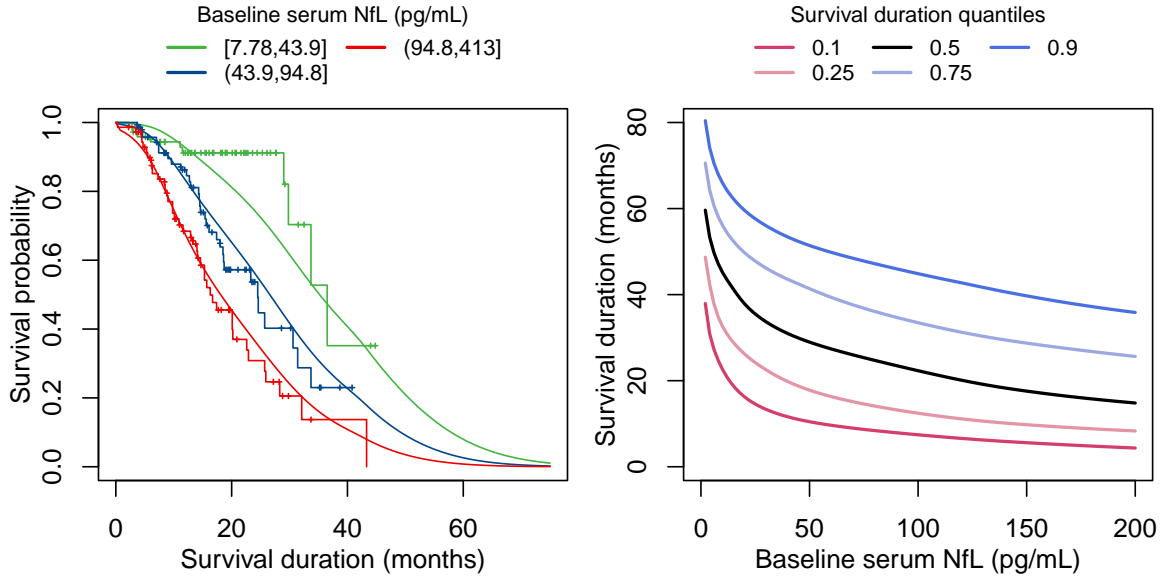 Baseline serum NfL (pg/mL)
[7.78,43.9] (94.8,413]
(43.9,94.8]
Survival probability
1.0
0.8
0.6
0.4
0.2
0.0
0 20 40 60
Survival duration (months)
Survival duration quantiles
0.1 0.5 0.9
0.25 0.75
Survival duration (months)
80
60
40
20
0
0 50 100 150 200
Baseline serum NfL (pg/mL)